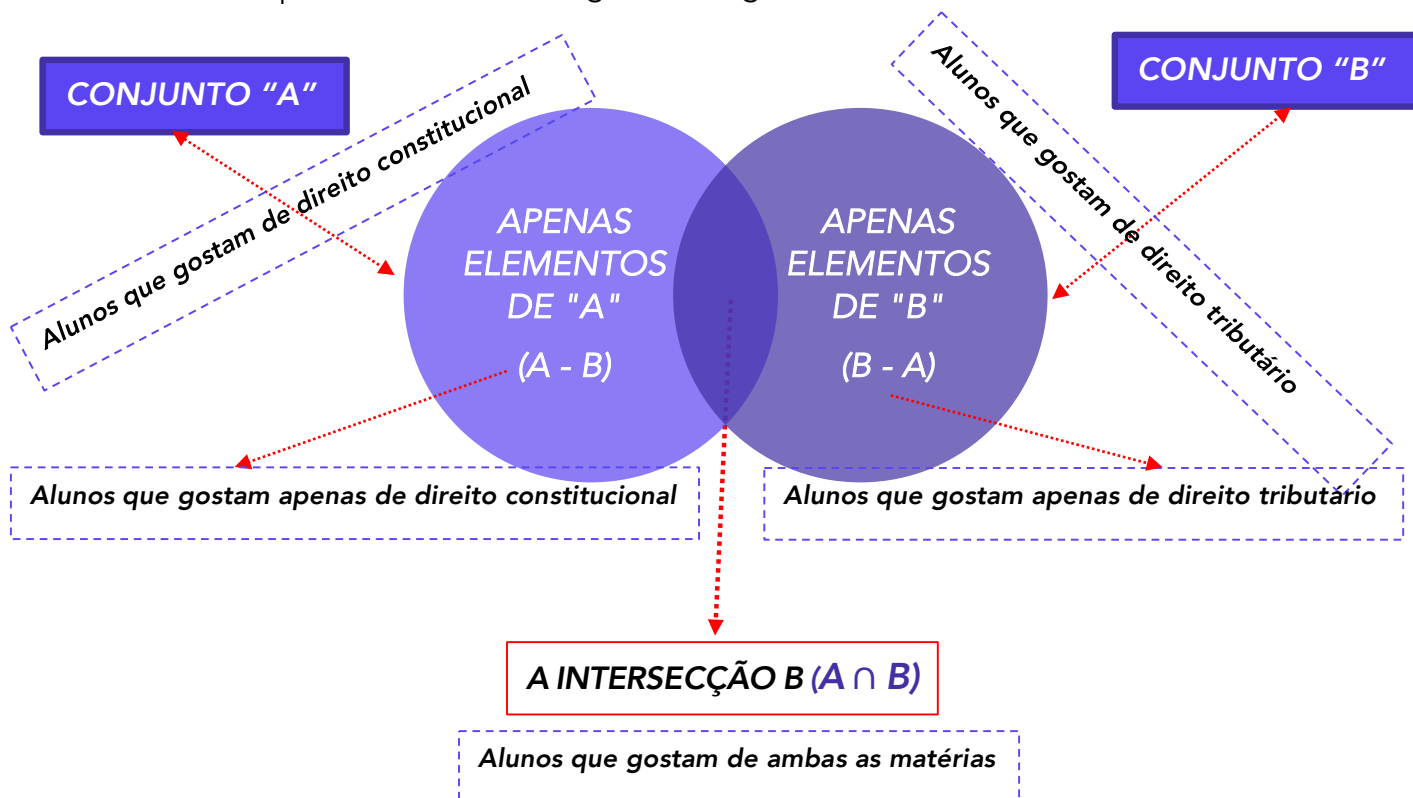 CONJUNTO “A”
CONJUNTO “B”
Alunos que gostam de direito constitucional
Alunos que gostam de direito tributário
APENAS
ELEMENTOS
DE "A"
(A - B)
APENAS
ELEMENTOS
DE "B"
(B - A)
Alunos que gostam apenas de direito constitucional
Alunos que gostam apenas de direito tributário
A INTERSECÇÃO B (A ∩ B)
Alunos que gostam de ambas as matérias